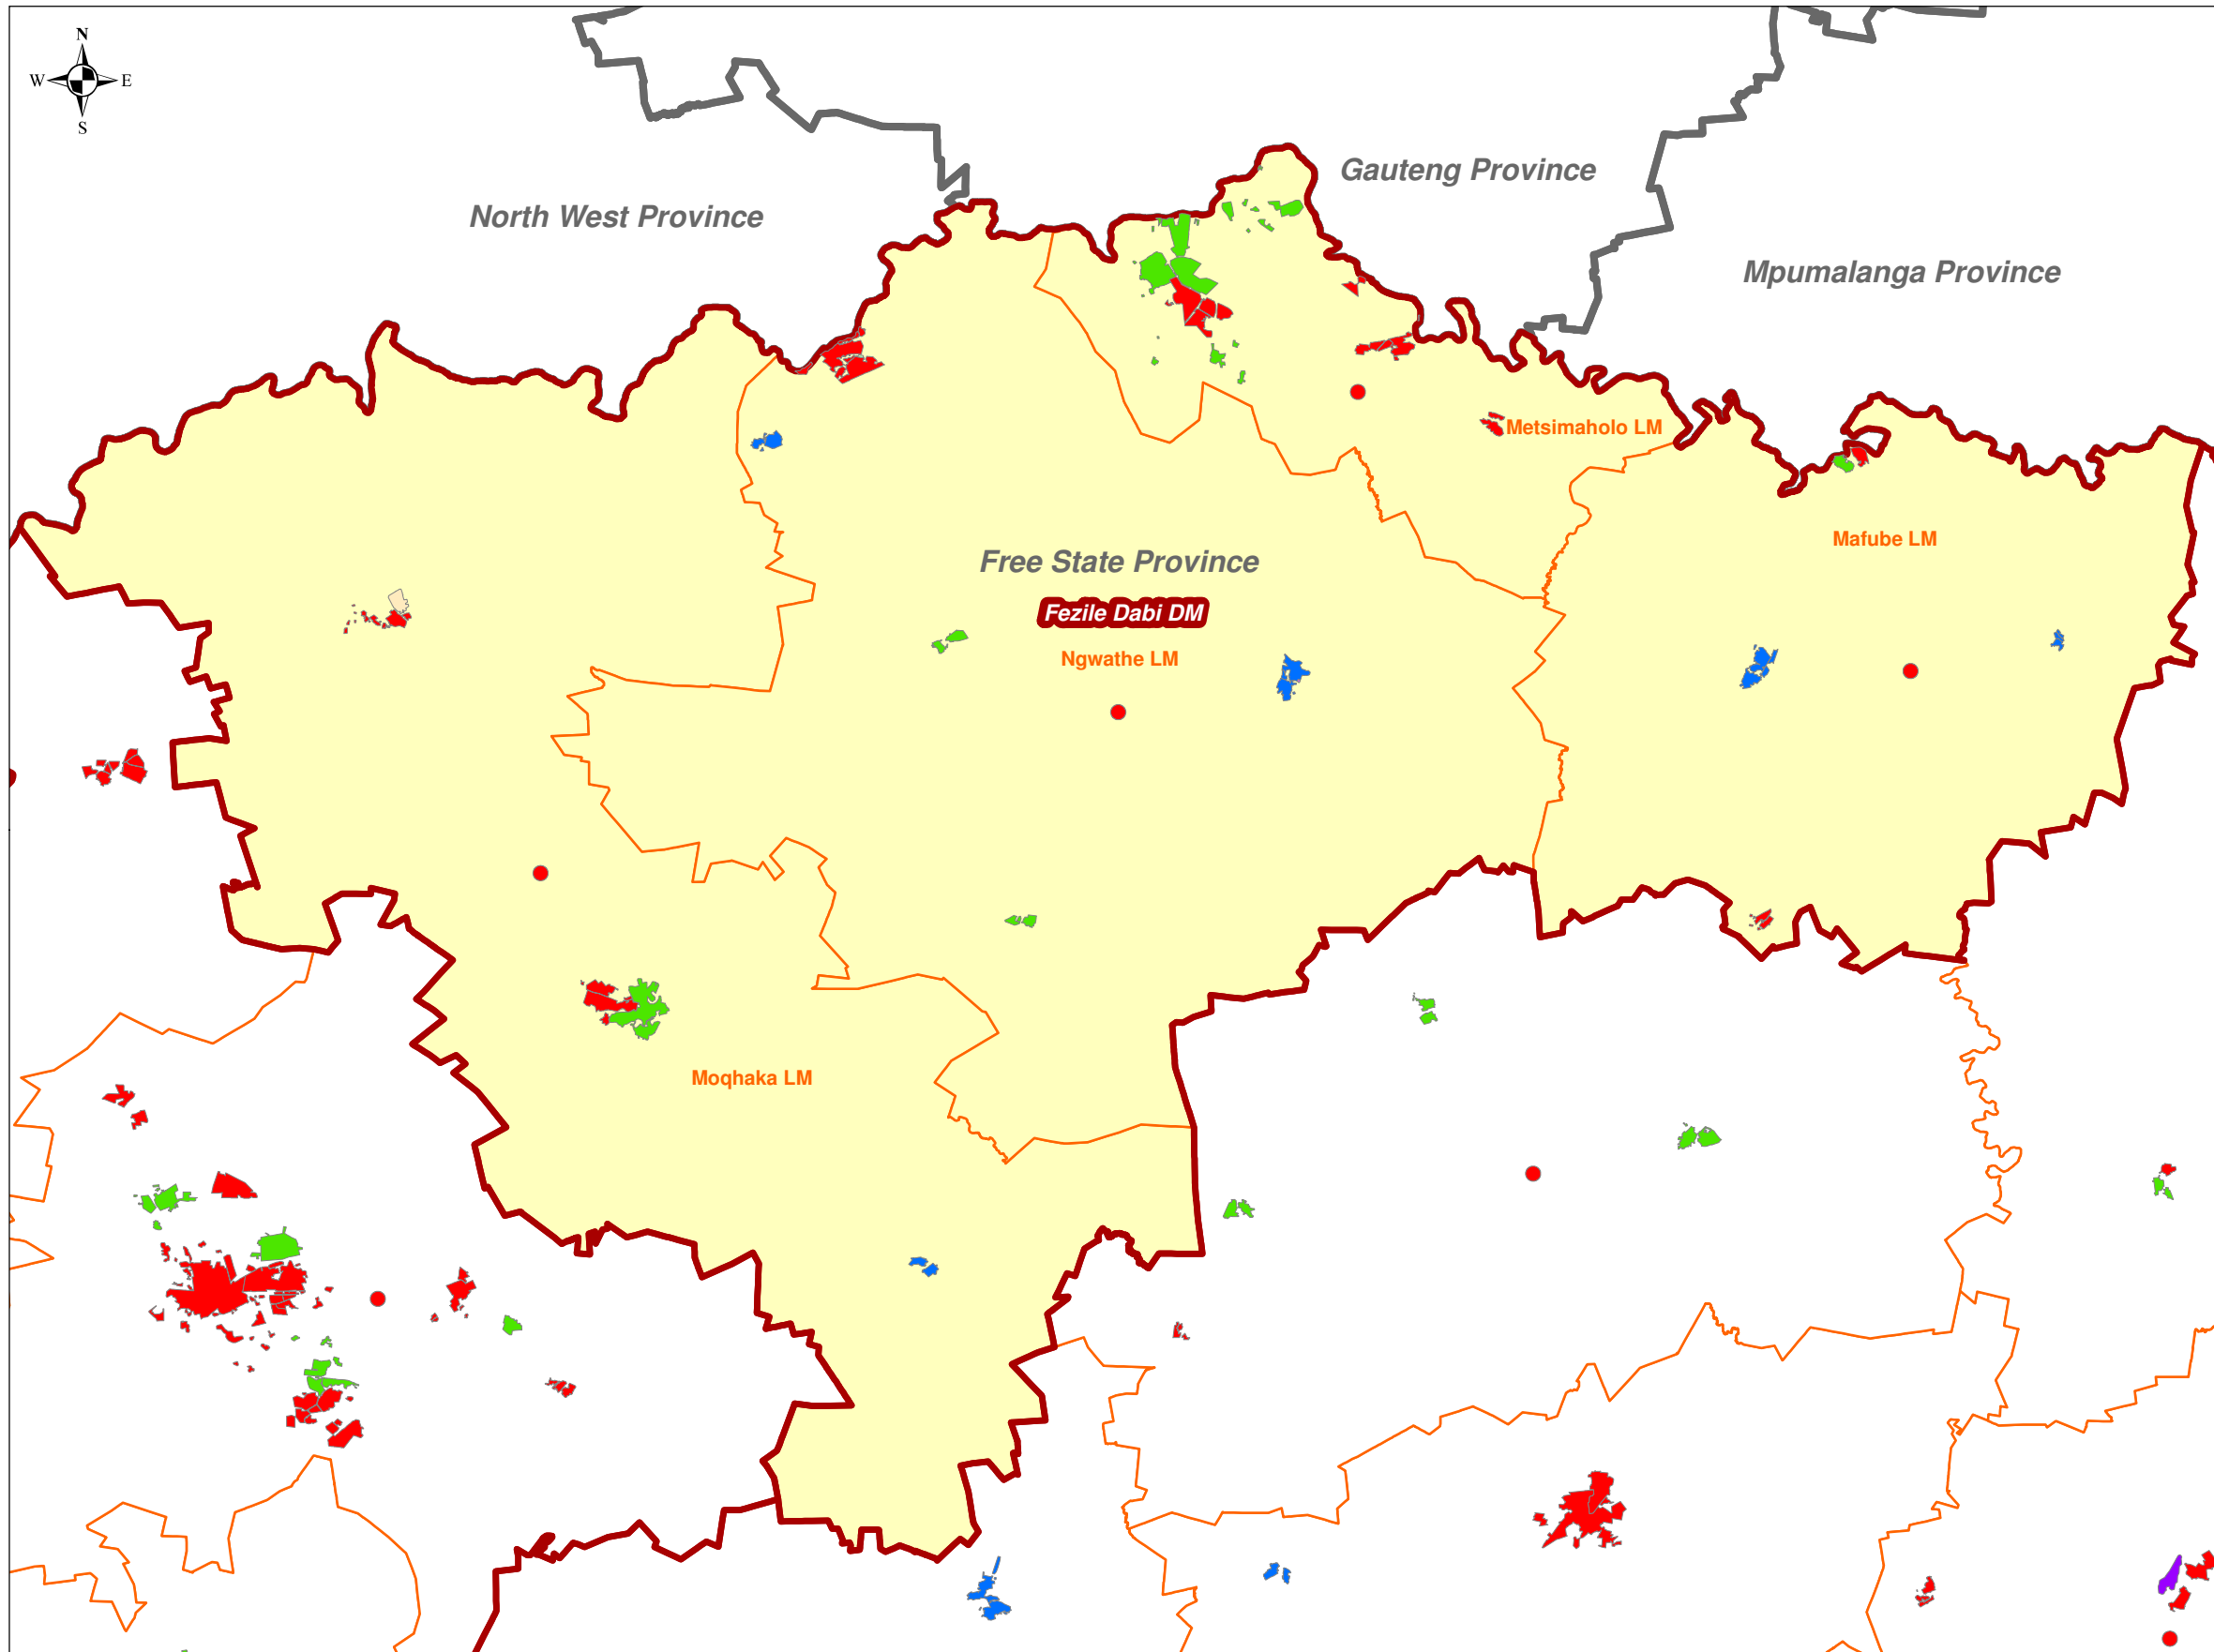 N
W E
S
Gauteng Province
North West Province
Mpumalanga Province
Metsimaholo LM
Mafube LM
Free State Province
Fezile Dabi DM
Ngwathe LM
Moqhaka LM